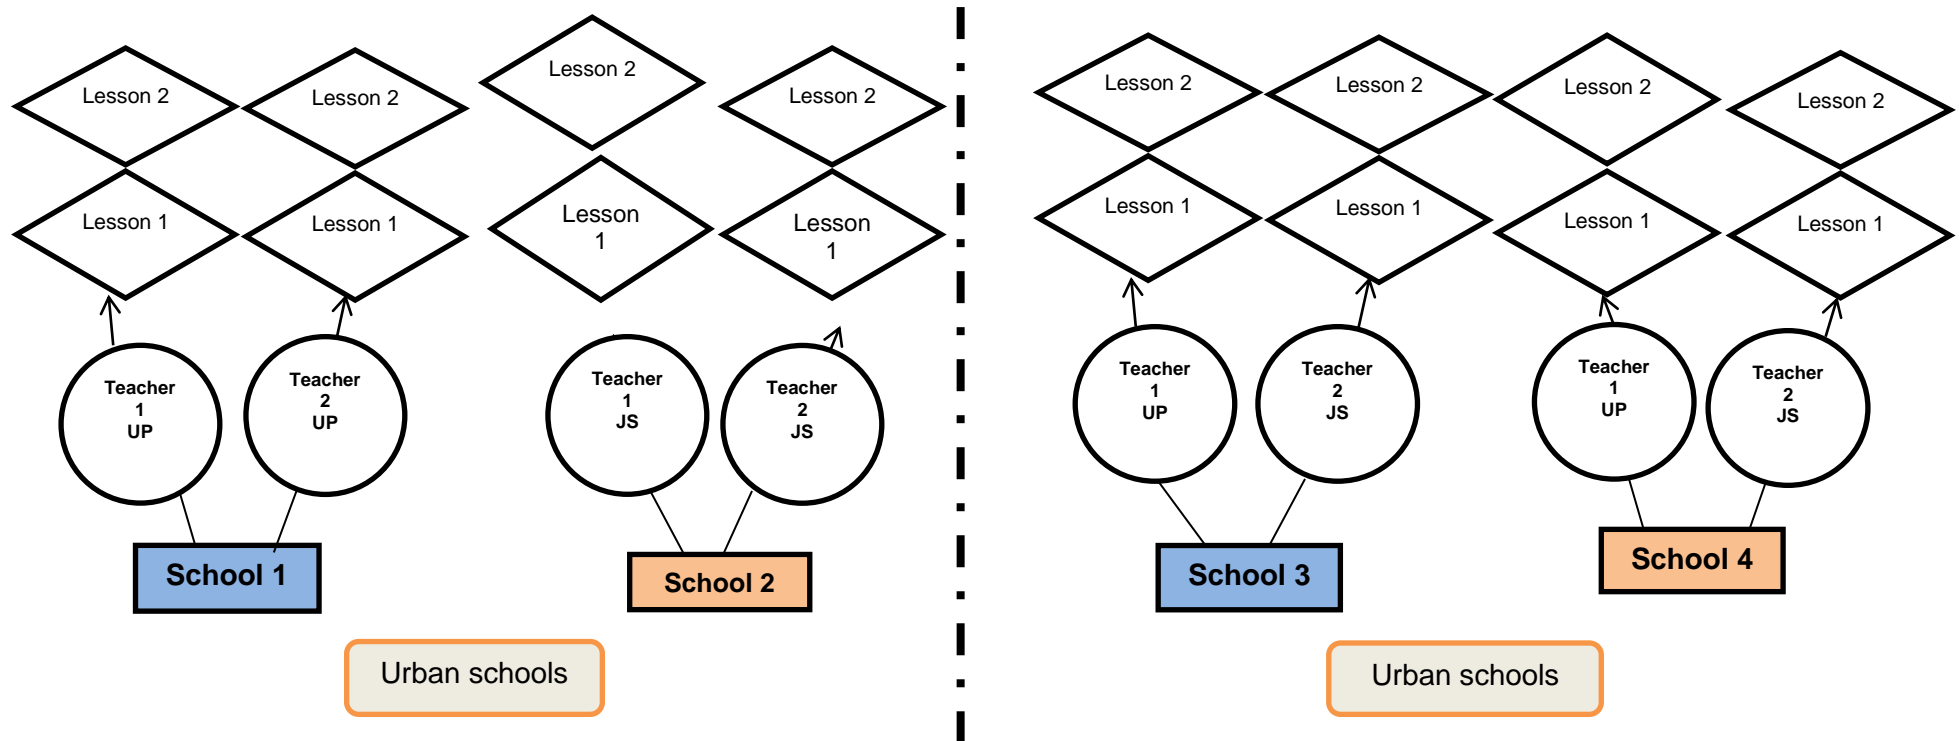 Lesson 2
Lesson 2
Lesson 2
Lesson 2
Lesson 1
Lesson 1
Lesson
1
Lesson
1
Teacher
1
UP
Teacher
2
UP
Teacher
1
JS
Teacher
2
JS
School 1
School 2
Urban schools
Lesson 2
Lesson 2
Lesson 2
Lesson 2
Lesson 1
Lesson 1
Lesson 1
Lesson 1
Teacher
1
UP
Teacher
2
JS
Teacher
1
UP
Teacher
2
JS
School 3
School 4
Urban schools